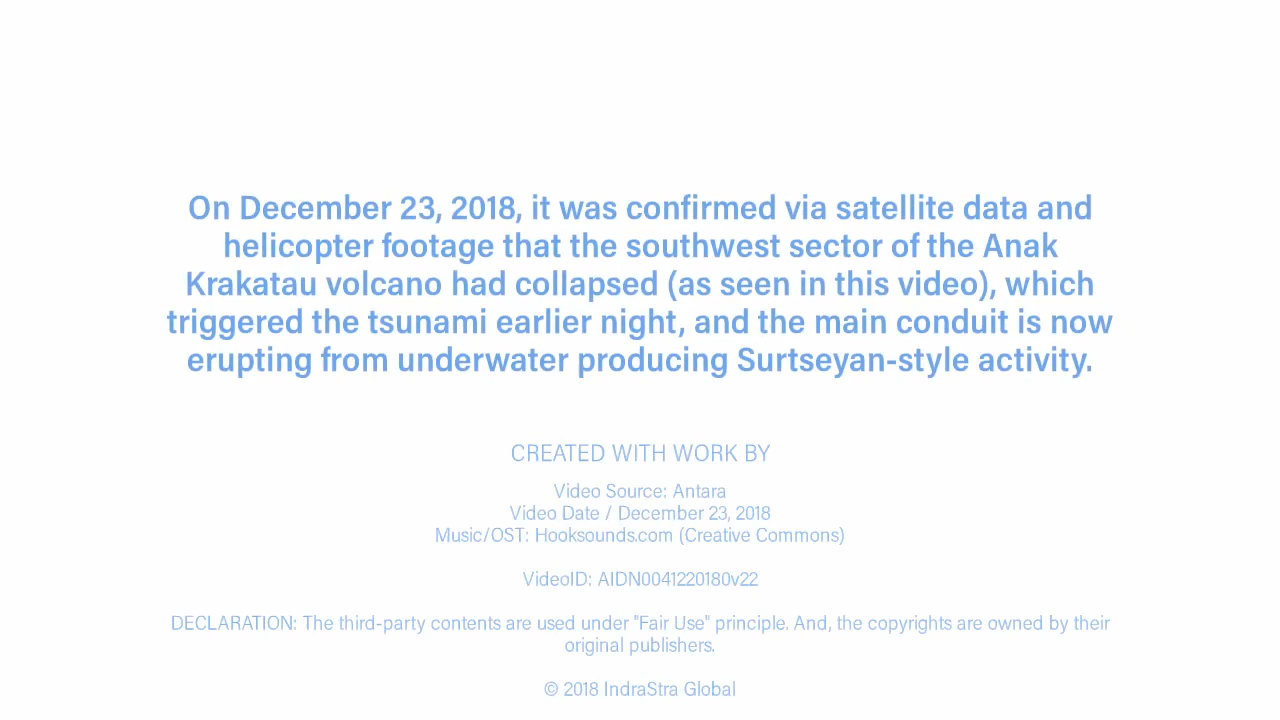 On December 23, 2018, it was confirmed via satellite data and
helicopter footage that the southwest sector of the Anak
Krakatau volcano had collapsed (as seen in this video), which
triggered the tsunami earlier night, and the main conduit is now
erupting from underwater producing Surtseyan-style activity.
CREATED WITH WORK BY
Video Source: Antara
Video Date / December 23, 2018
Music/OST: Hooksounds.com (Creative Commons)
VideoID: AIDN0041220180v22
DECLARATION: The third-party contents are used under "Fair Use" principle. And, the copyrights are owned by their
original publishers.
© 2018 IndraStra Global